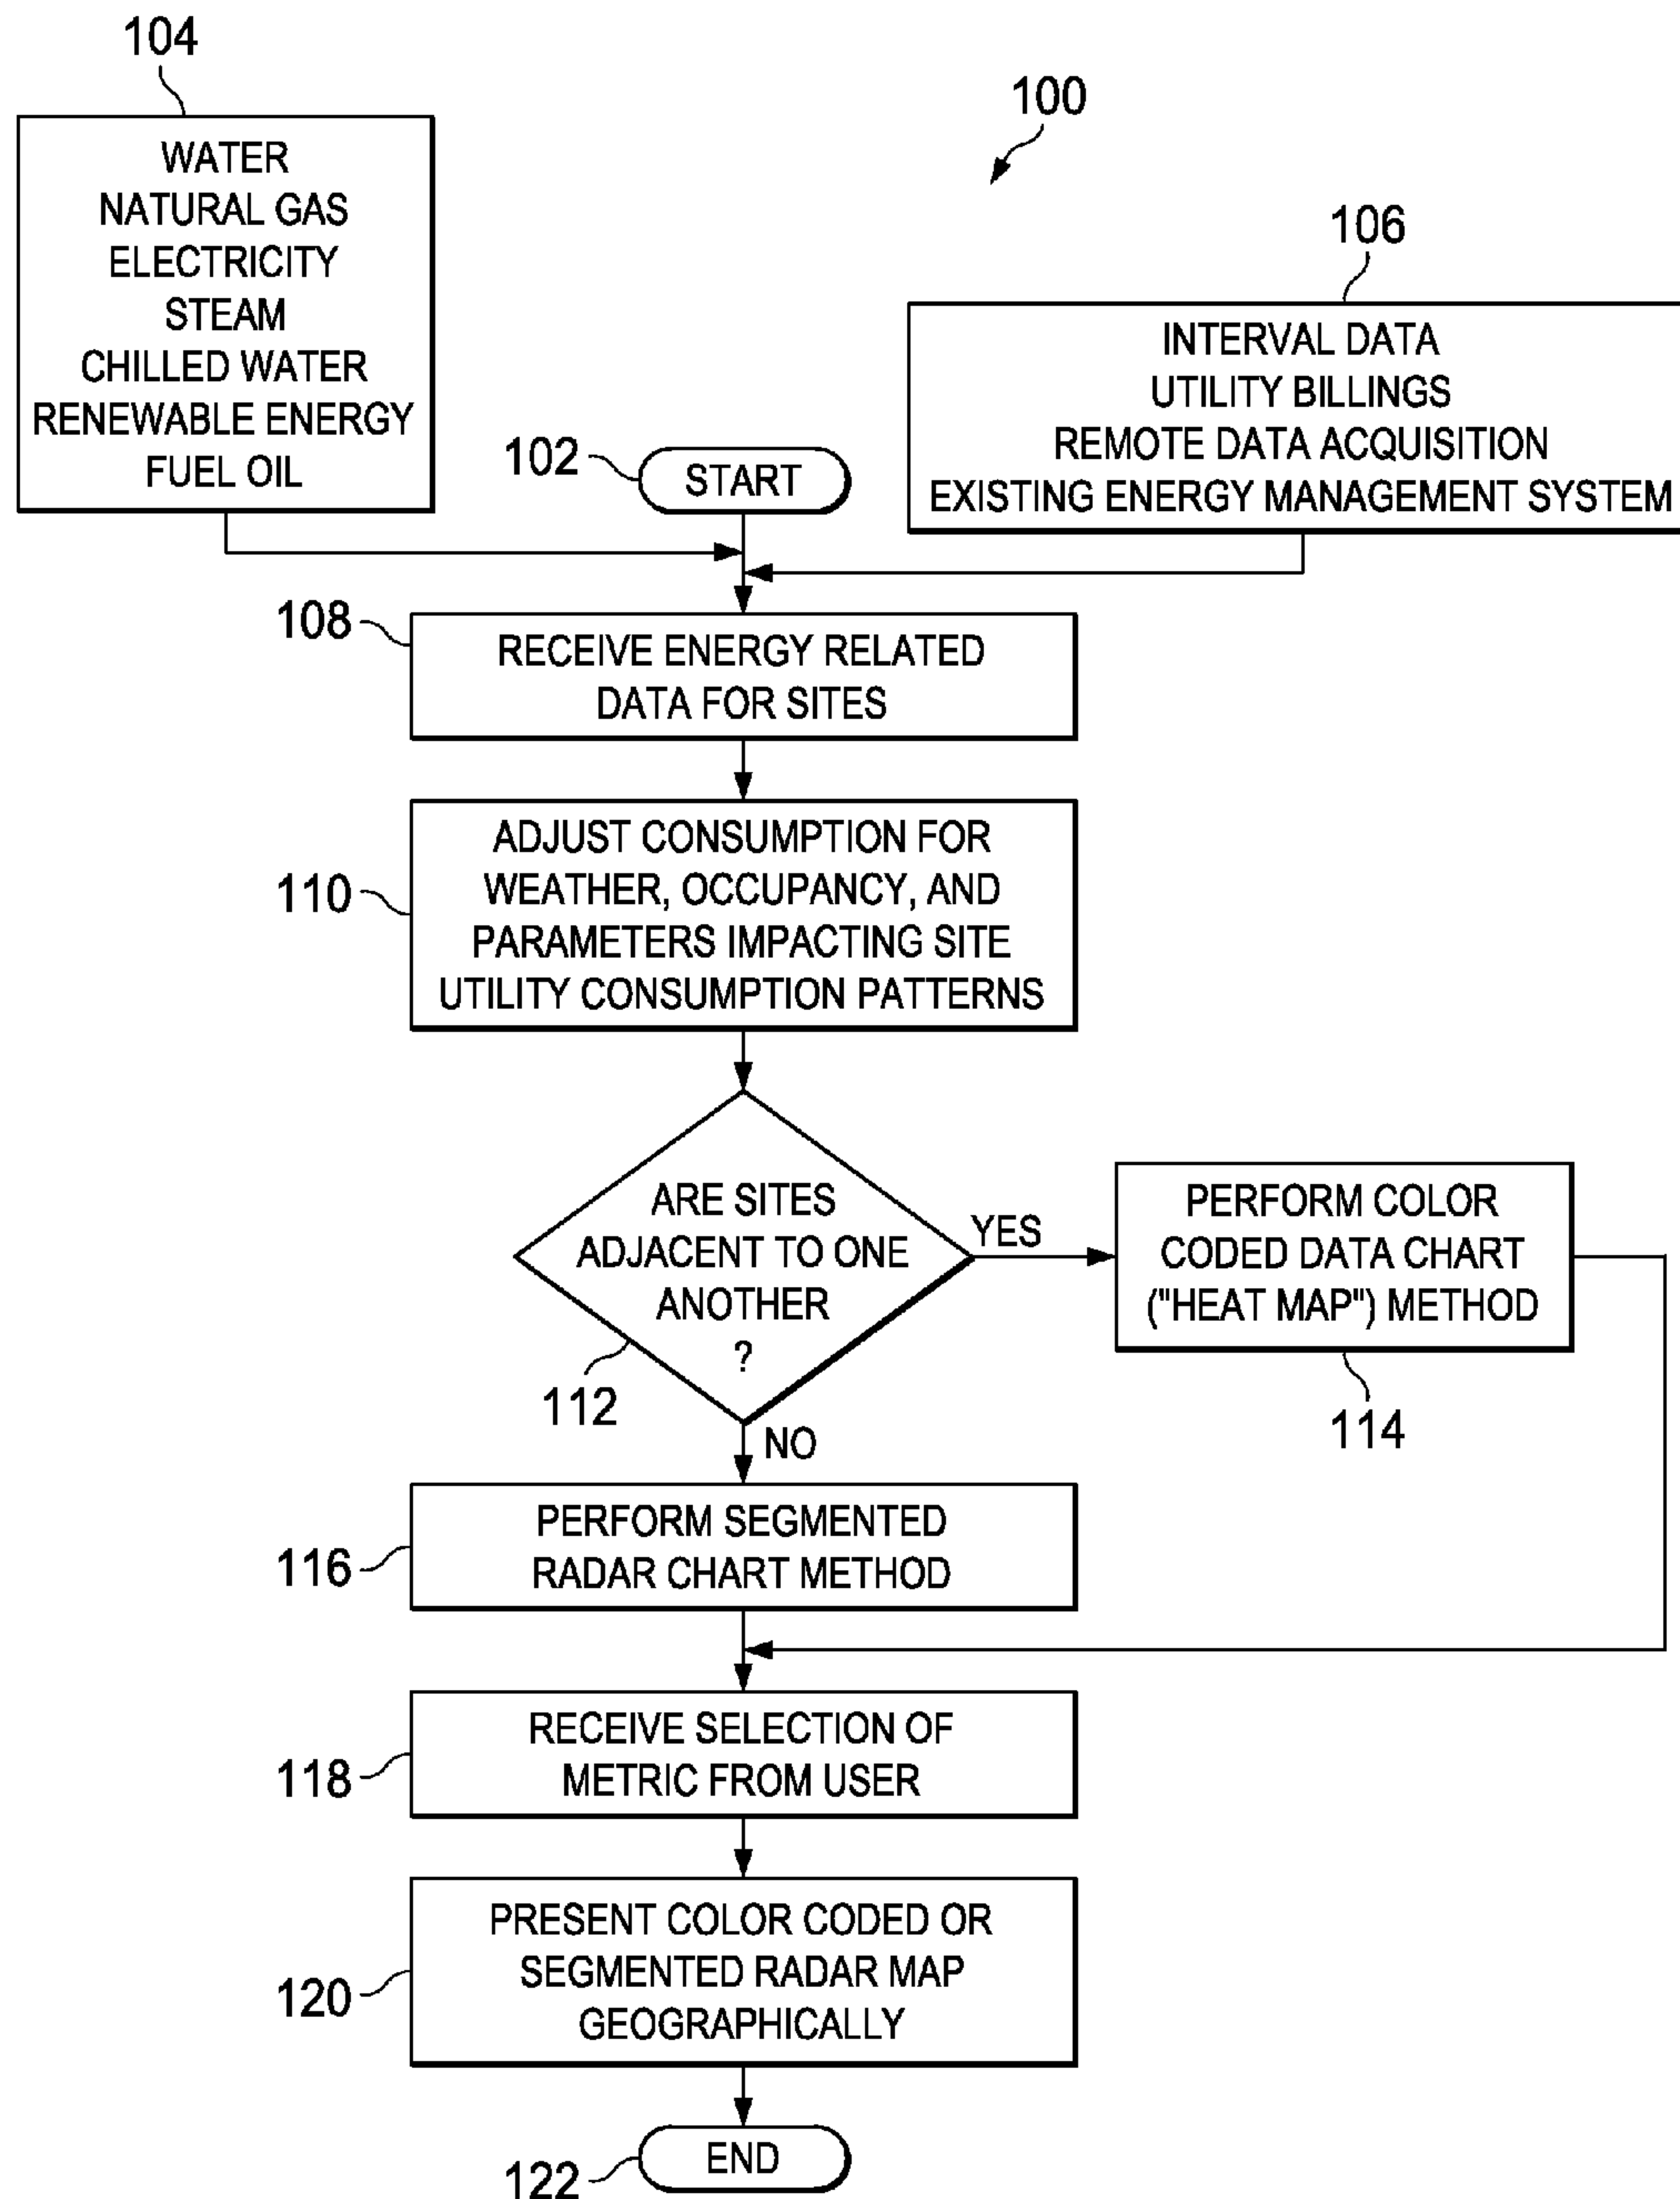 104
100
WATER
NATURAL GAS
ELECTRICITY
STEAM
CHILLED WATER
RENEWABLE ENERGY
FUEL OIL
106
INTERVAL DATA
UTILITY BILLINGS
REMOTE DATA ACQUISITION
EXISTING ENERGY MANAGEMENT SYSTEM
102
START
108
RECEIVE ENERGY RELATED
DATA FOR SITES
110
ADJUST CONSUMPTION FOR
WEATHER, OCCUPANCY, AND
PARAMETERS IMPACTING SITE
UTILITY CONSUMPTION PATTERNS
ARE SITES
ADJACENT TO ONE
ANOTHER
?
112
YES
PERFORM COLOR
CODED DATA CHART
("HEAT MAP") METHOD
114
NO
116
PERFORM SEGMENTED
RADAR CHART METHOD
118
RECEIVE SELECTION OF
METRIC FROM USER
120
PRESENT COLOR CODED OR
SEGMENTED RADAR MAP
GEOGRAPHICALLY
122
END